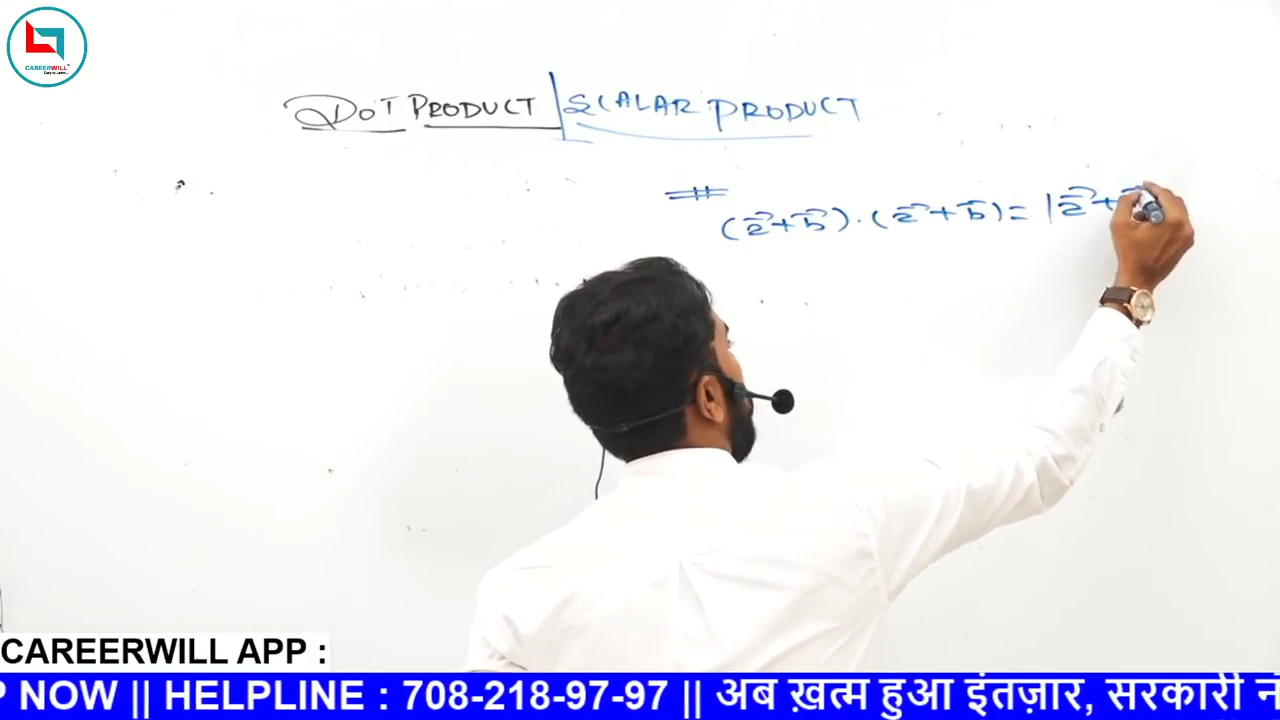 CAREERWILL
DOT PRODUCT | SCALAR PRODUCT
(a⃗+b⃗).(a⃗+b⃗)=|a⃗+
CAREERWILL APP :
P NOW || HELPLINE : 708-218-97-97 || अब ख़त्म हुआ इंतज़ार, सरकारी न